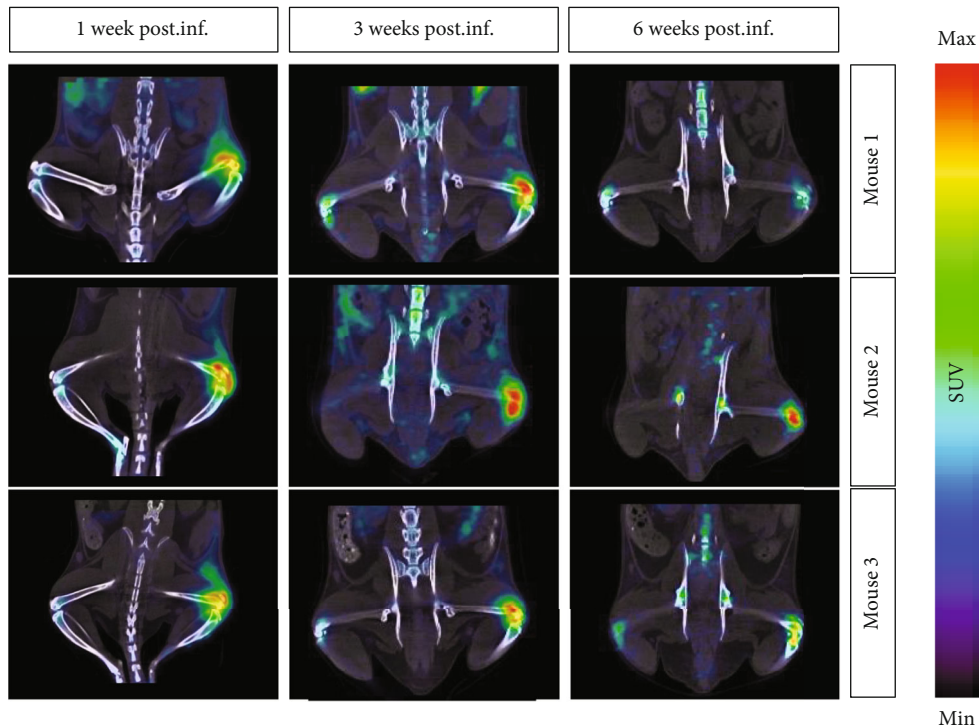 1 week post.inf.
3 weeks post.inf.
6 weeks post.inf.
Max
Mouse 1
Mouse 2
Mouse 3
SUV
Min